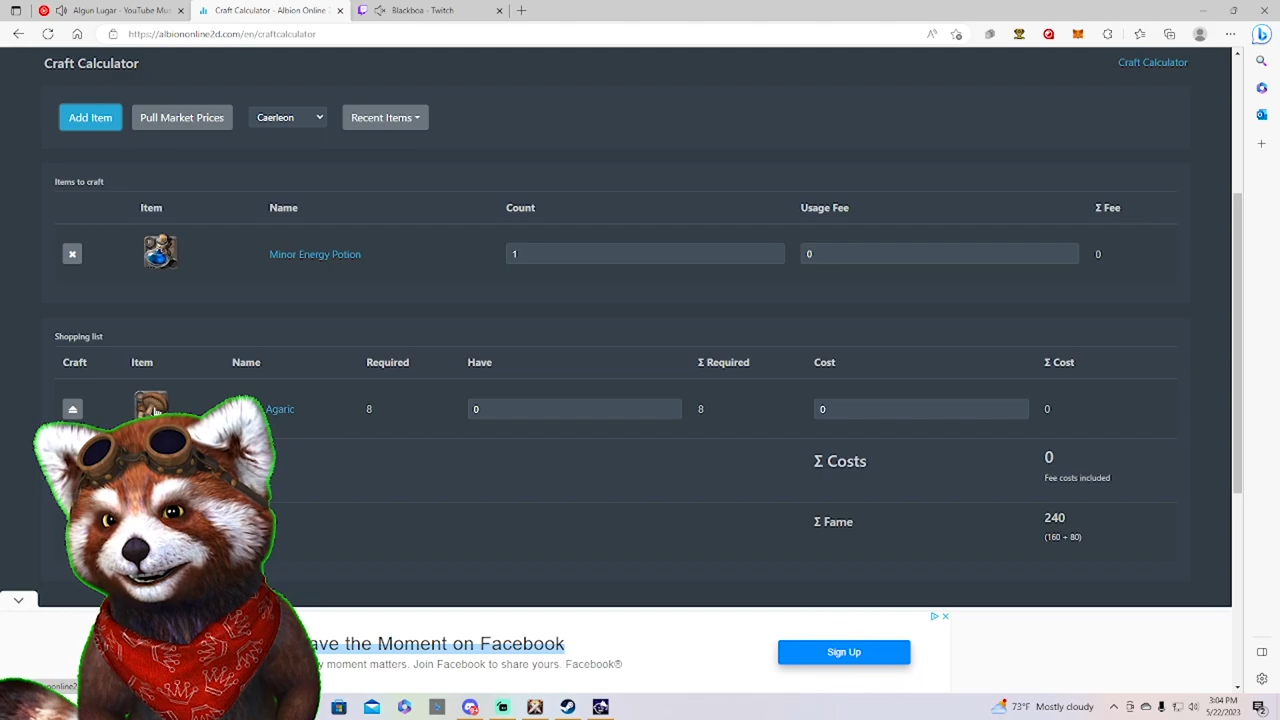 Algun Lugar - YouTube Mus
Craft Calculator - Albion Online
Blackboa - Twitch
https://albiononline2d.com/en/craftcalculator
Craft Calculator
Craft Calculator
Add Item
Pull Market Prices
Caerleon
Recent Items
Items to craft
Item Name Count Usage Fee Σ Fee
Minor Energy Potion 1 0 0
Shopping list
Craft Item Name Required Have Σ Required Cost Σ Cost
Agaric 8 0 8 0 0
Σ Costs 0
Fee costs included
Σ Fame 240
(160 + 80)
ave the Moment on Facebook
moment matters. Join Facebook to share yours. Facebook®
Sign Up
73°F Mostly cloudy
3:04 PM
5/22/2023